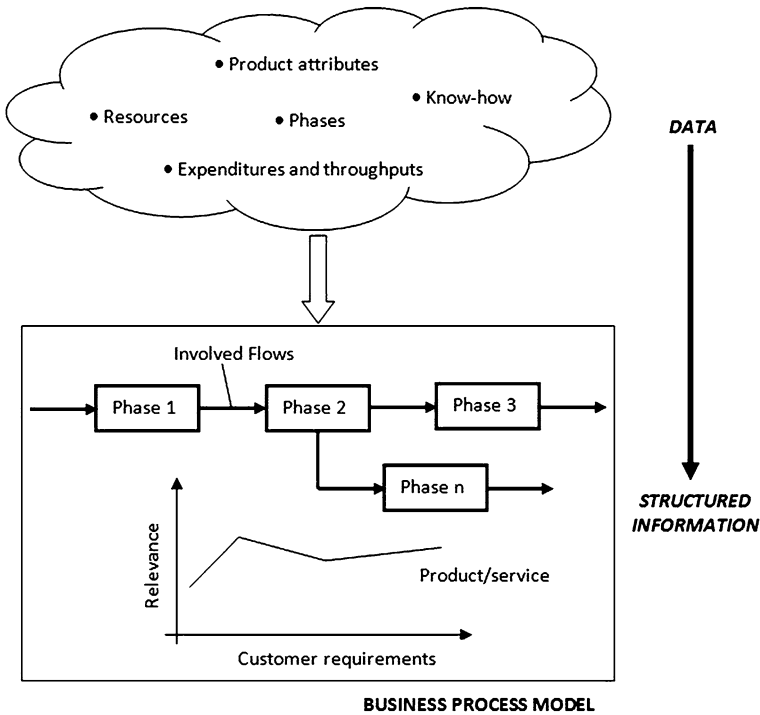 • Product attributes
• Know-how
• Resources
• Phases
• Expenditures and throughputs
DATA
Involved Flows
Phase 1
Phase 2
Phase 3
Phase n
STRUCTURED
INFORMATION
Relevance
Product/service
Customer requirements
BUSINESS PROCESS MODEL